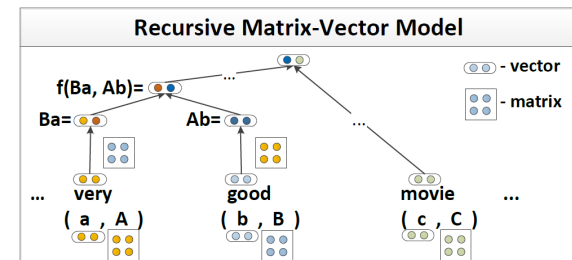 Recursive Matrix-Vector Model
... - vector
f(Ba, Ab)= - matrix
Ba= Ab= ...
... very good movie ...
( a , A ) ( b , B ) ( c , C )